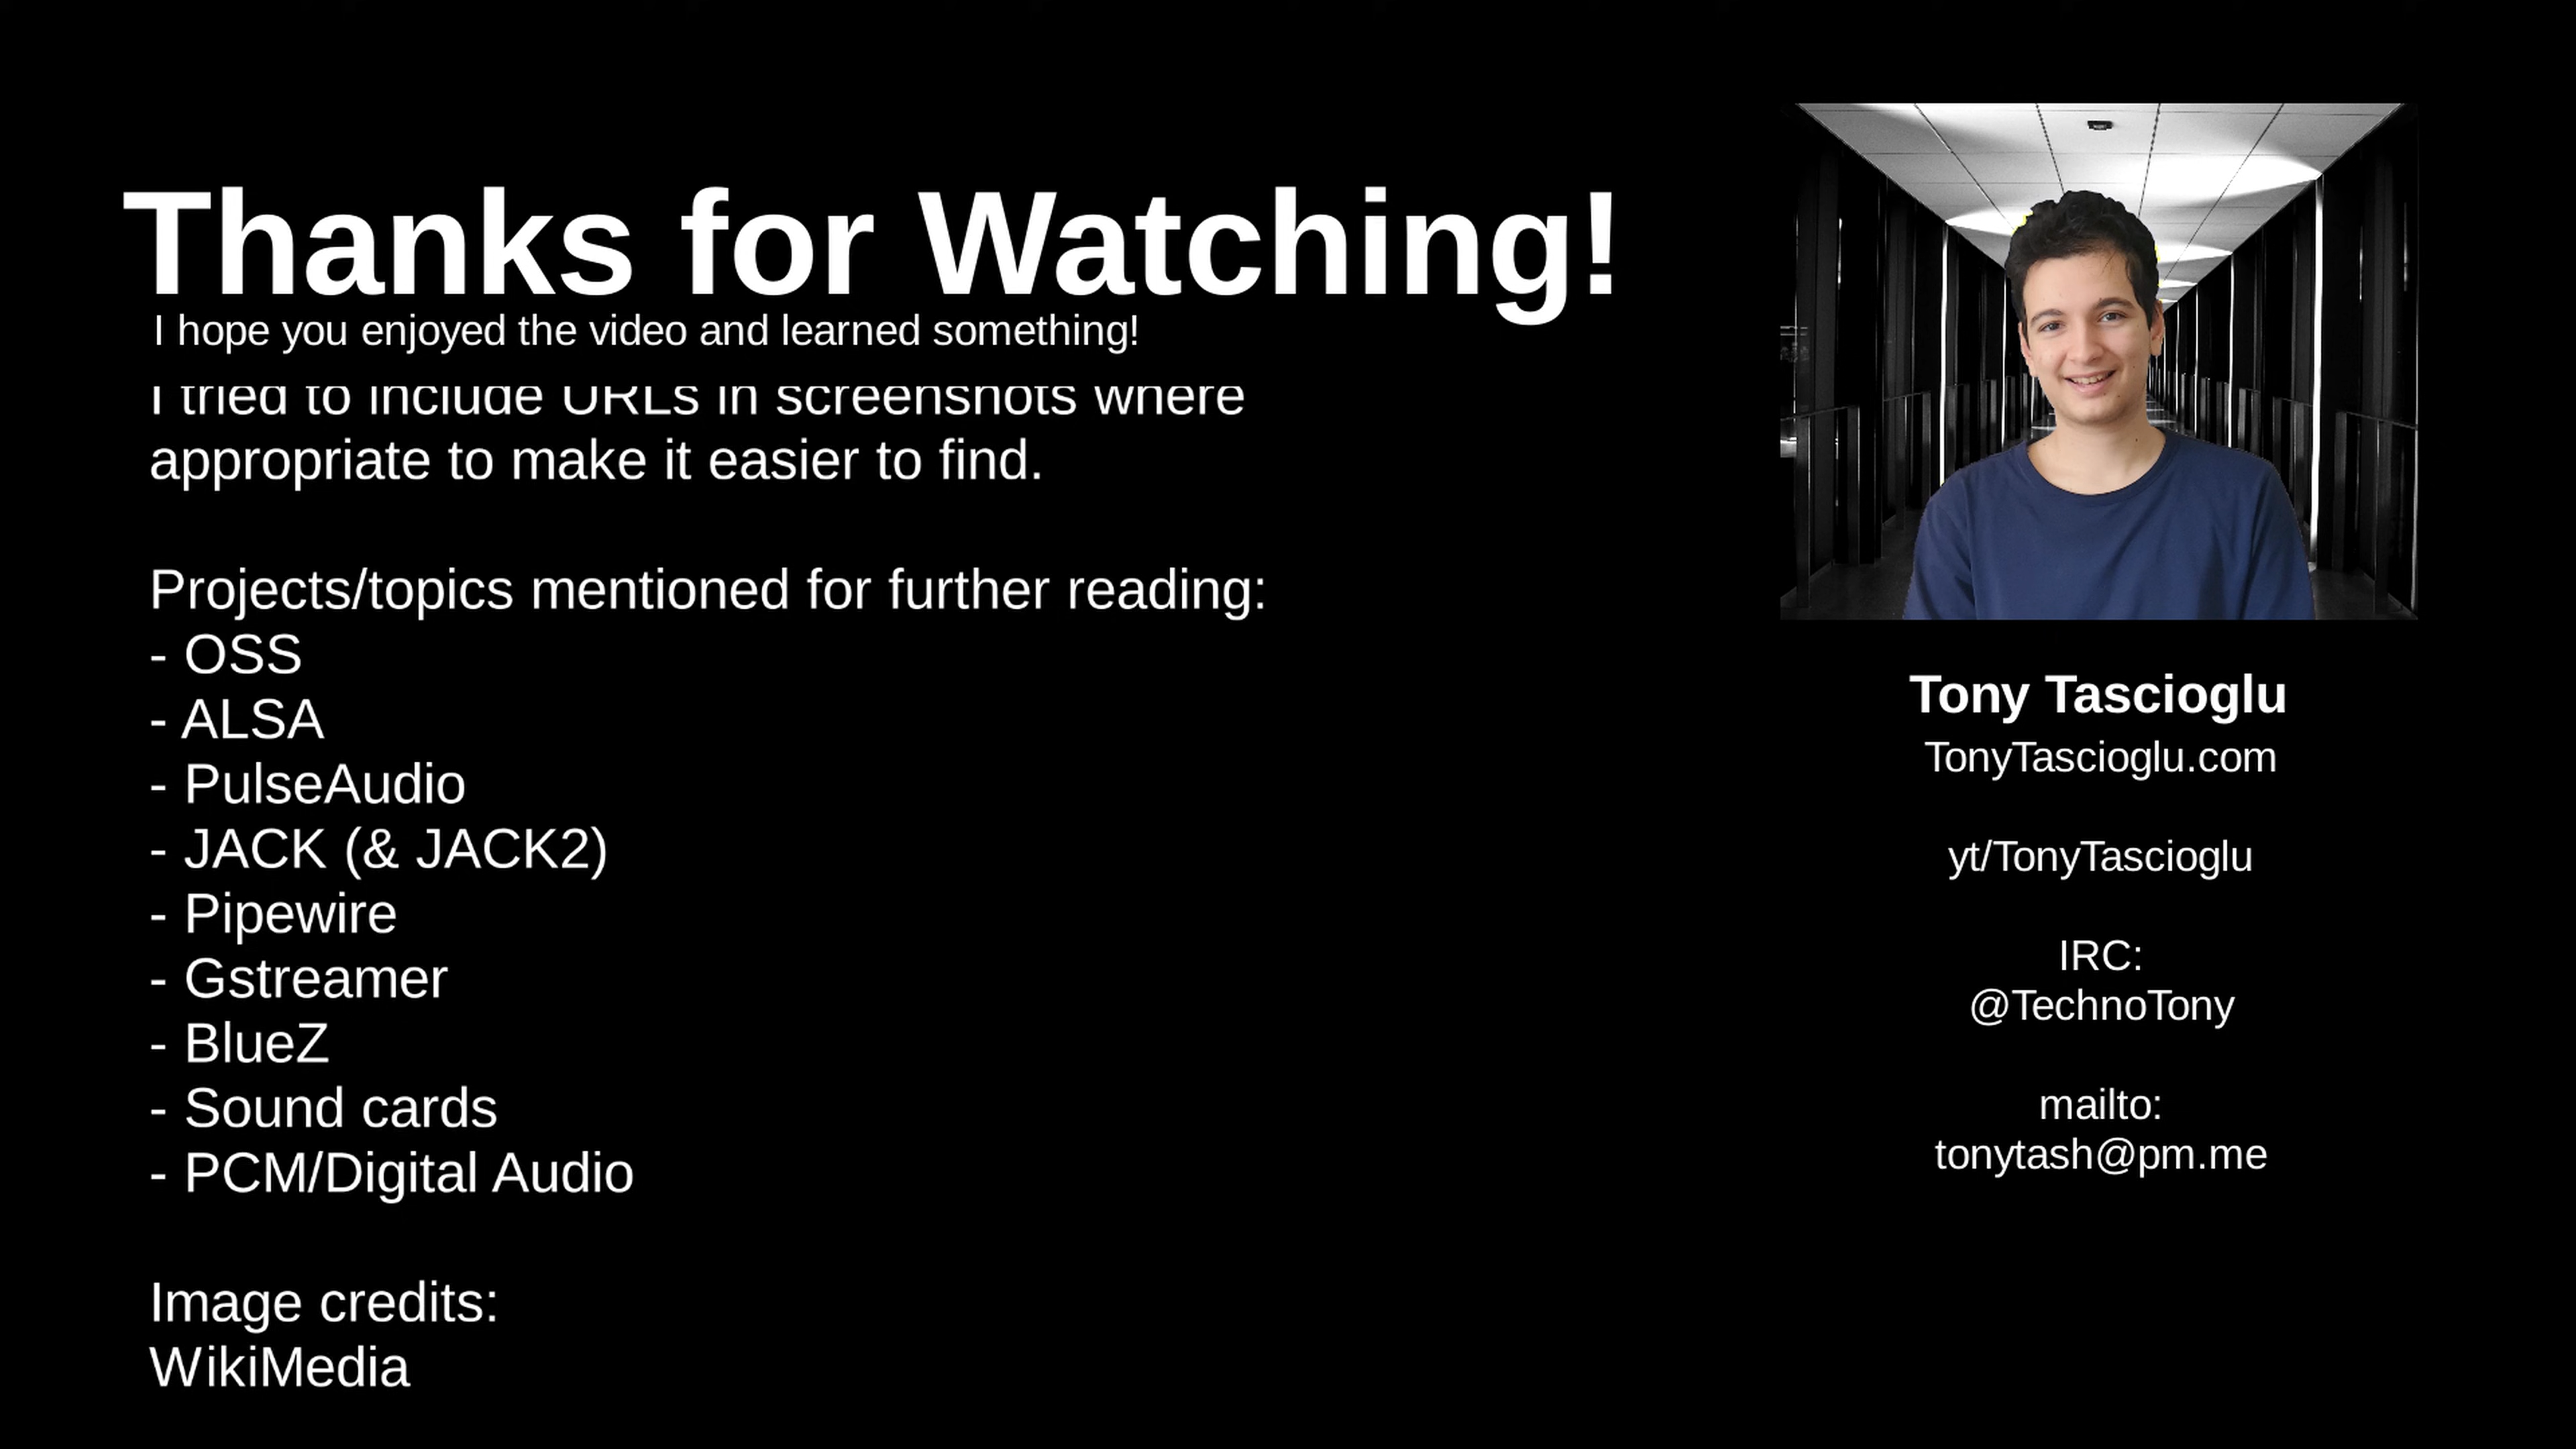 Thanks for Watching!
I hope you enjoyed the video and learned something!
I tried to include URLs in screenshots where
appropriate to make it easier to find.
Projects/topics mentioned for further reading:
- OSS
- ALSA
- PulseAudio
- JACK (& JACK2)
- Pipewire
- Gstreamer
- BlueZ
- Sound cards
- PCM/Digital Audio
Image credits:
WikiMedia
Tony Tascioglu
TonyTascioglu.com
yt/TonyTascioglu
IRC:
@TechnoTony
mailto:
tonytash@pm.me